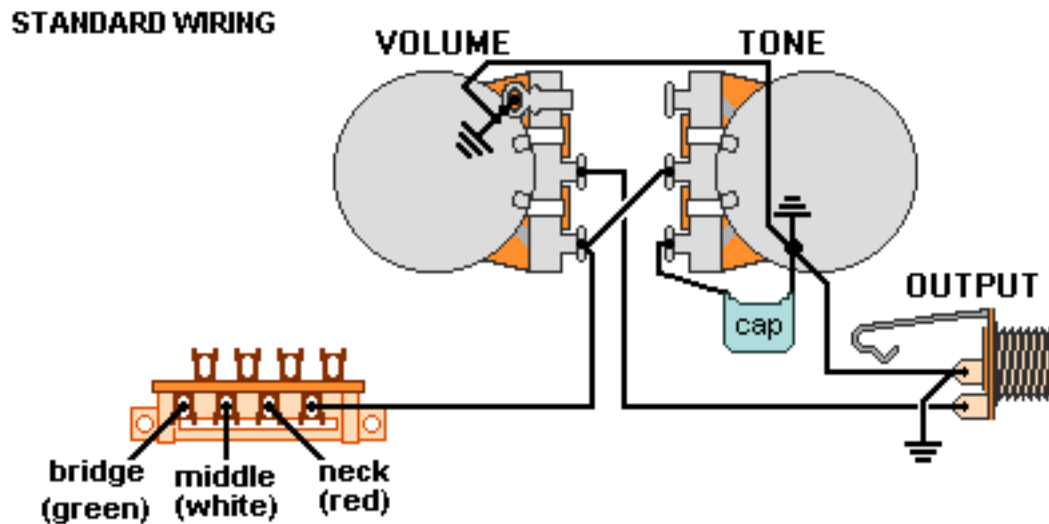 STANDARD WIRING
VOLUME
TONE
OUTPUT
cap
bridge
(green)
middle
(white)
neck
(red)